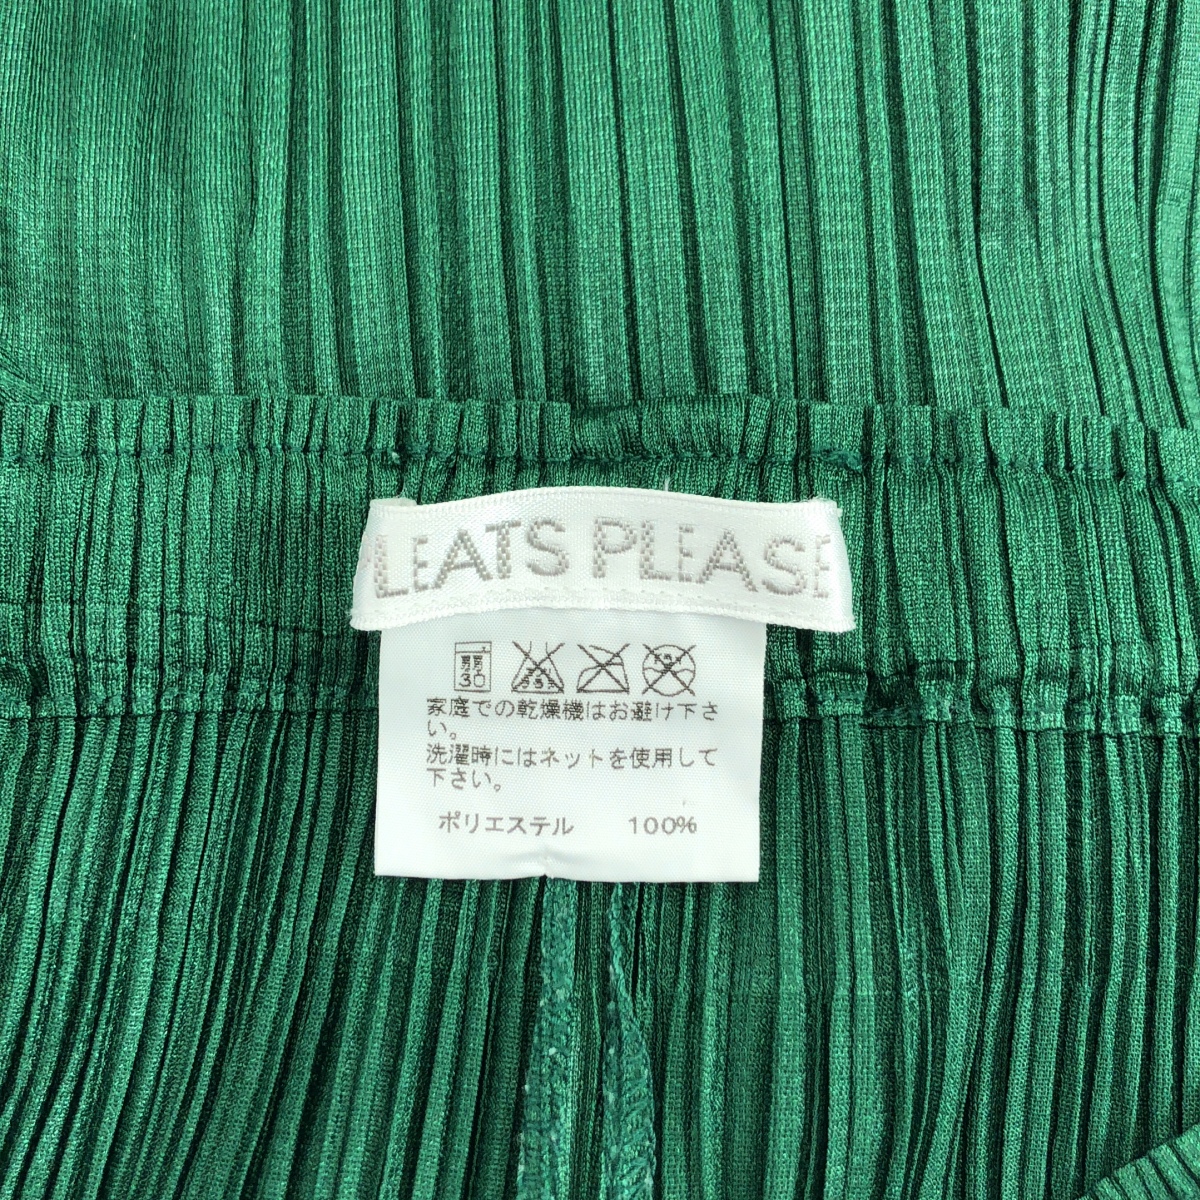 PLEATS PLEASE
弱
30
家庭での乾燥機はお避け下さ
い。
洗濯時にはネットを使用して
下さい。
ポリエステル 100%